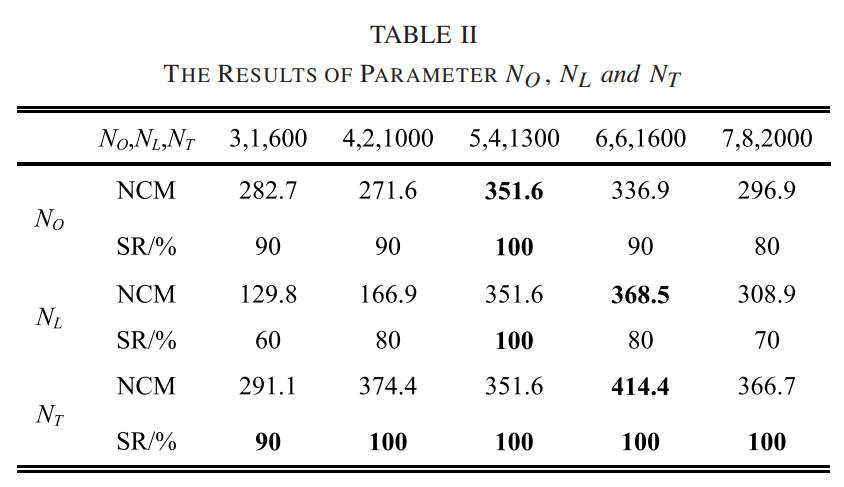 TABLE II
THE RESULTS OF PARAMETER N_O, N_L and N_T
N_O,N_L,N_T 3,1,600 4,2,1000 5,4,1300 6,6,1600 7,8,2000
N_O
NCM 282.7 271.6 351.6 336.9 296.9
SR/% 90 90 100 90 80
N_L
NCM 129.8 166.9 351.6 368.5 308.9
SR/% 60 80 100 80 70
N_T
NCM 291.1 374.4 351.6 414.4 366.7
SR/% 90 100 100 100 100